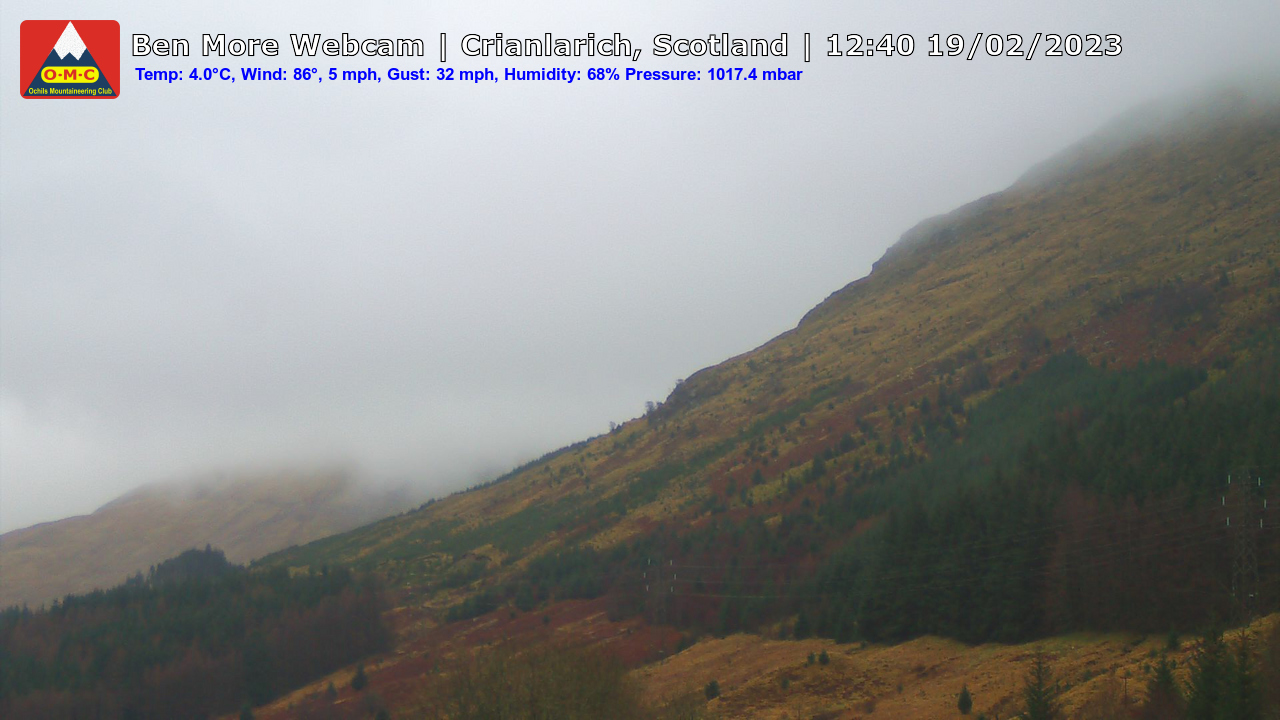 Ben More Webcam | Crianlarich, Scotland | 12:40 19/02/2023
Temp: 4.0°C, Wind: 86°, 5 mph, Gust: 32 mph, Humidity: 68% Pressure: 1017.4 mbar
O·M·C
Ochils Mountaineering Club